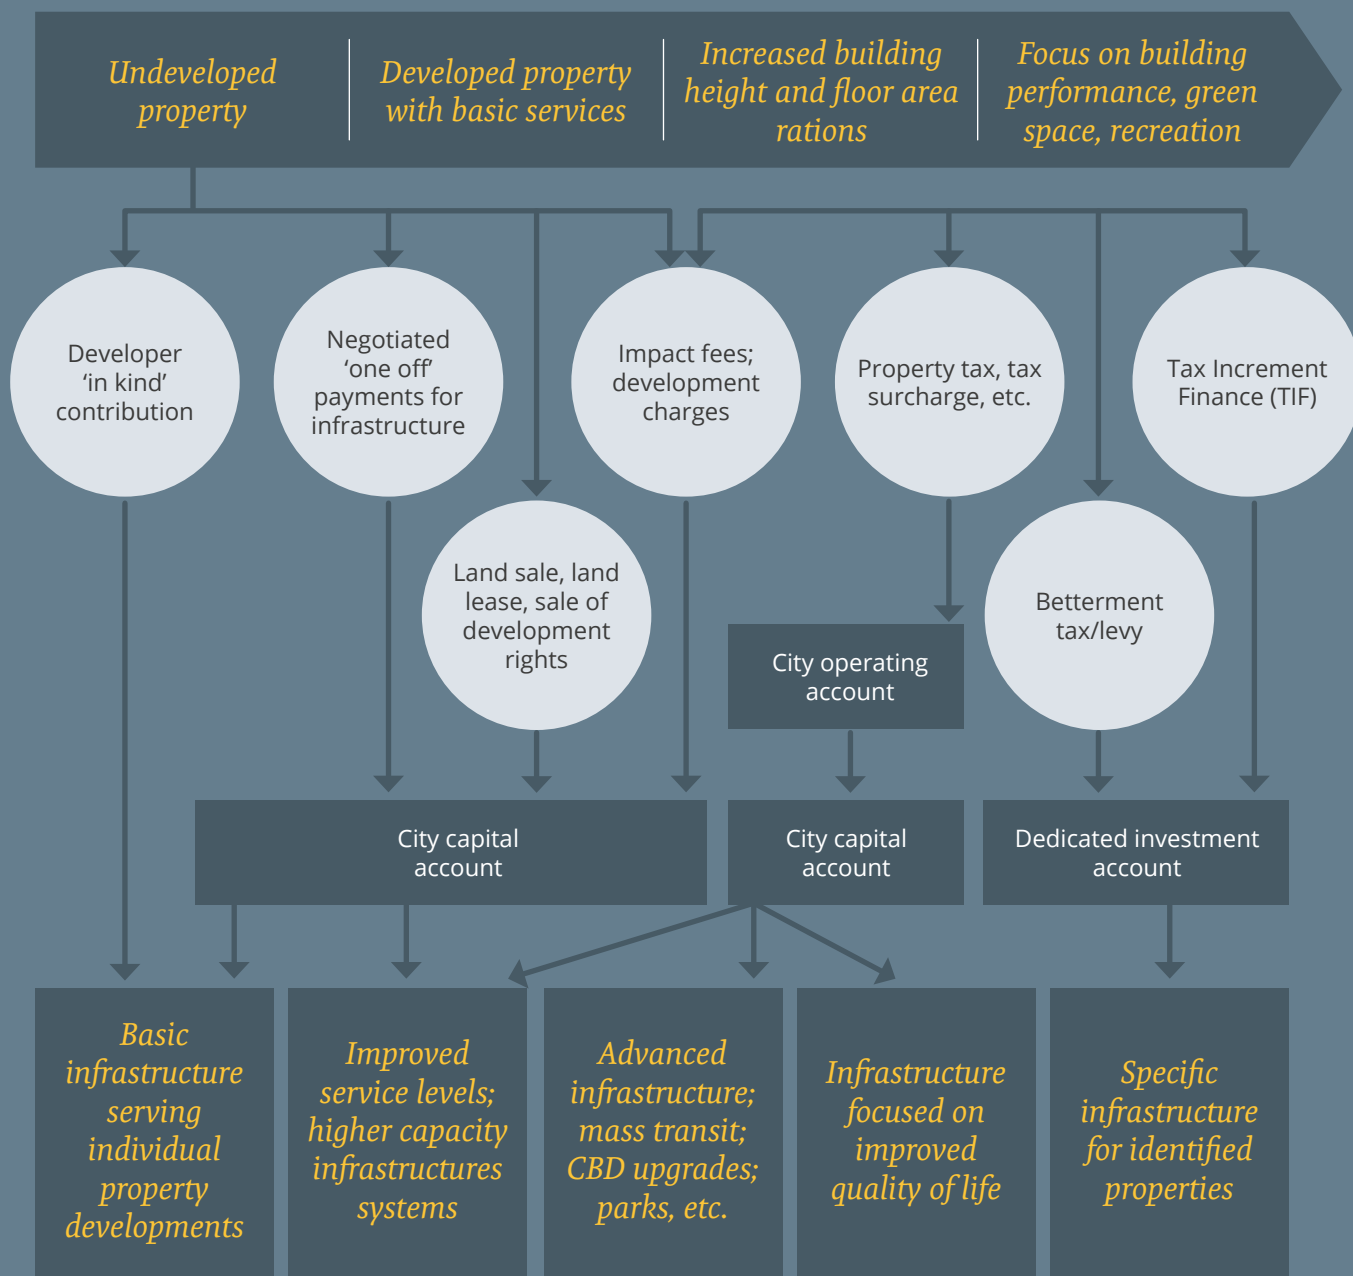 Undeveloped
property
Developed property
with basic services
Increased building
height and floor area
rations
Focus on building
performance, green
space, recreation
Developer
‘in kind’
contribution
Negotiated
‘one off’
payments for
infrastructure
Impact fees;
development
charges
Property tax, tax
surcharge, etc.
Tax Increment
Finance (TIF)
Land sale, land
lease, sale of
development
rights
City operating
account
Betterment
tax/levy
City capital
account
City capital
account
Dedicated investment
account
Basic
infrastructure
serving
individual
property
developments
Improved
service levels;
higher capacity
infrastructures
systems
Advanced
infrastructure;
mass transit;
CBD upgrades;
parks, etc.
Infrastructure
focused on
improved
quality of life
Specific
infrastructure
for identified
properties